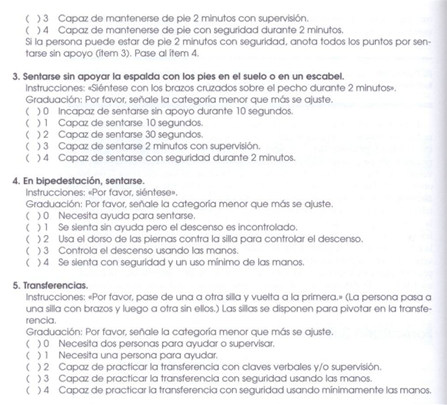 ( ) 3 Capaz de mantenerse de pie 2 minutos con supervisión.
( ) 4 Capaz de mantenerse de pie con seguridad durante 2 minutos.
Si la persona puede estar de pie 2 minutos con seguridad, anota todos los puntos por sen-
tarse sin apoyo (ítem 3). Pase al ítem 4.
3. Sentarse sin apoyar la espalda con los pies en el suelo o en un escabel.
Instrucciones: «Siéntese con los brazos cruzados sobre el pecho durante 2 minutos».
Graduación: Por favor, señale la categoría menor que más se ajuste.
( ) 0 Incapaz de sentarse sin apoyo durante 10 segundos.
( ) 1 Capaz de sentarse 10 segundos.
( ) 2 Capaz de sentarse 30 segundos.
( ) 3 Capaz de sentarse 2 minutos con supervisión.
( ) 4 Capaz de sentarse con seguridad durante 2 minutos.
4. En bipedestación, sentarse.
Instrucciones: «Por favor, siéntese».
Graduación: Por favor, señale la categoría menor que más se ajuste.
( ) 0 Necesita ayuda para sentarse.
( ) 1 Se sienta sin ayuda pero el descenso es incontrolado.
( ) 2 Usa el dorso de las piernas contra la silla para controlar el descenso.
( ) 3 Controla el descenso usando las manos.
( ) 4 Se sienta con seguridad y un uso mínimo de las manos.
5. Transferencias.
Instrucciones: «Por favor, pase de una a otra silla y vuelta a la primera.» (La persona pasa a
una silla con brazos y luego a otra sin ellos.) Las sillas se disponen para pivotar en la transfe-
rencia.
Graduación: Por favor, señale la categoría menor que más se ajuste.
( ) 0 Necesita dos personas para ayudar o supervisar.
( ) 1 Necesita una persona para ayudar.
( ) 2 Capaz de practicar la transferencia con claves verbales y/o supervisión.
( ) 3 Capaz de practicar la transferencia con seguridad usando las manos.
( ) 4 Capaz de practicar la transferencia con seguridad usando mínimamente las manos.